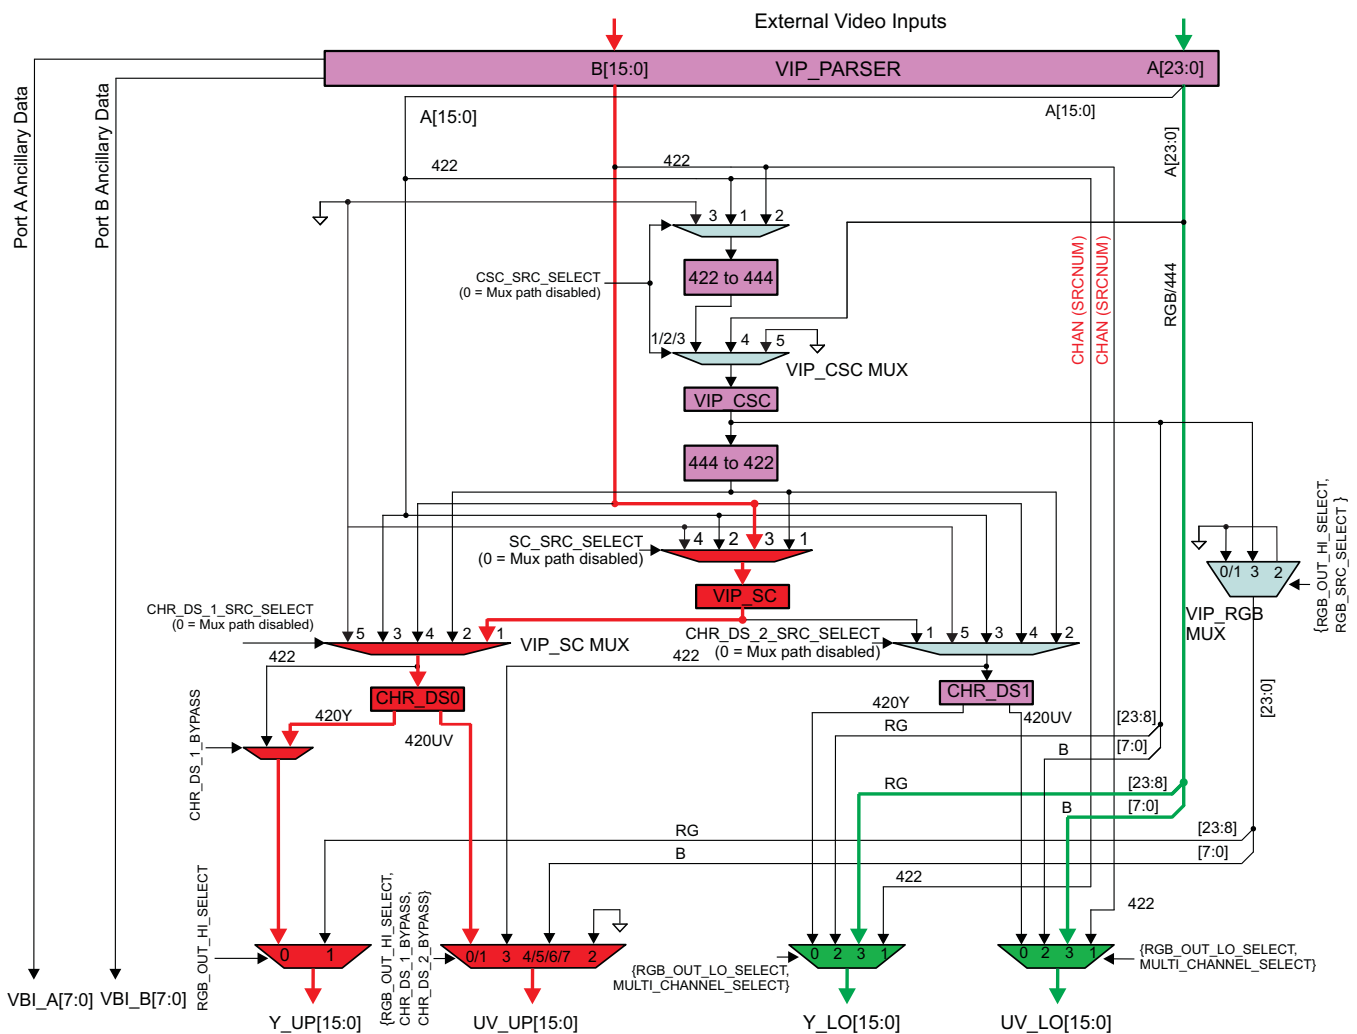 External Video Inputs
B[15:0]
VIP_PARSER
A[23:0]
A[15:0]
A[15:0]
Port A Ancillary Data
Port B Ancillary Data
A[23:0]
422
422
3 1 2
CSC_SRC_SELECT
(0 = Mux path disabled)
422 to 444
CHAN (SRCNUM)
CHAN (SRCNUM)
RGB/444
1/2/3
4
5
VIP_CSC MUX
VIP_CSC
444 to 422
SC_SRC_SELECT
(0 = Mux path disabled)
4 2 3 1
{RGB_OUT_HI_SELECT,
RGB_SRC_SELECT }
0/1 3 2
VIP_RGB
MUX
VIP_SC
CHR_DS_1_SRC_SELECT
(0 = Mux path disabled)
5 3 4 2 1
VIP_SC MUX
CHR_DS_2_SRC_SELECT
(0 = Mux path disabled)
1 5 3 4 2
422
422
CHR_DS0
CHR_DS1
[23:0]
420Y
420UV
420Y
420UV
CHR_DS_1_BYPASS
RG
[23:8]
B
[7:0]
RG
[23:8]
B
[7:0]
RG
[23:8]
B
[7:0]
422
422
RGB_OUT_HI_SELECT
0 1
{RGB_OUT_HI_SELECT,
CHR_DS_1_BYPASS,
CHR_DS_2_BYPASS}
0/1 3 4/5/6/7 2
{RGB_OUT_LO_SELECT,
MULTI_CHANNEL_SELECT}
0 2 3 1
0 2 3 1
{RGB_OUT_LO_SELECT,
MULTI_CHANNEL_SELECT}
VBI_A[7:0]
VBI_B[7:0]
Y_UP[15:0]
UV_UP[15:0]
Y_LO[15:0]
UV_LO[15:0]